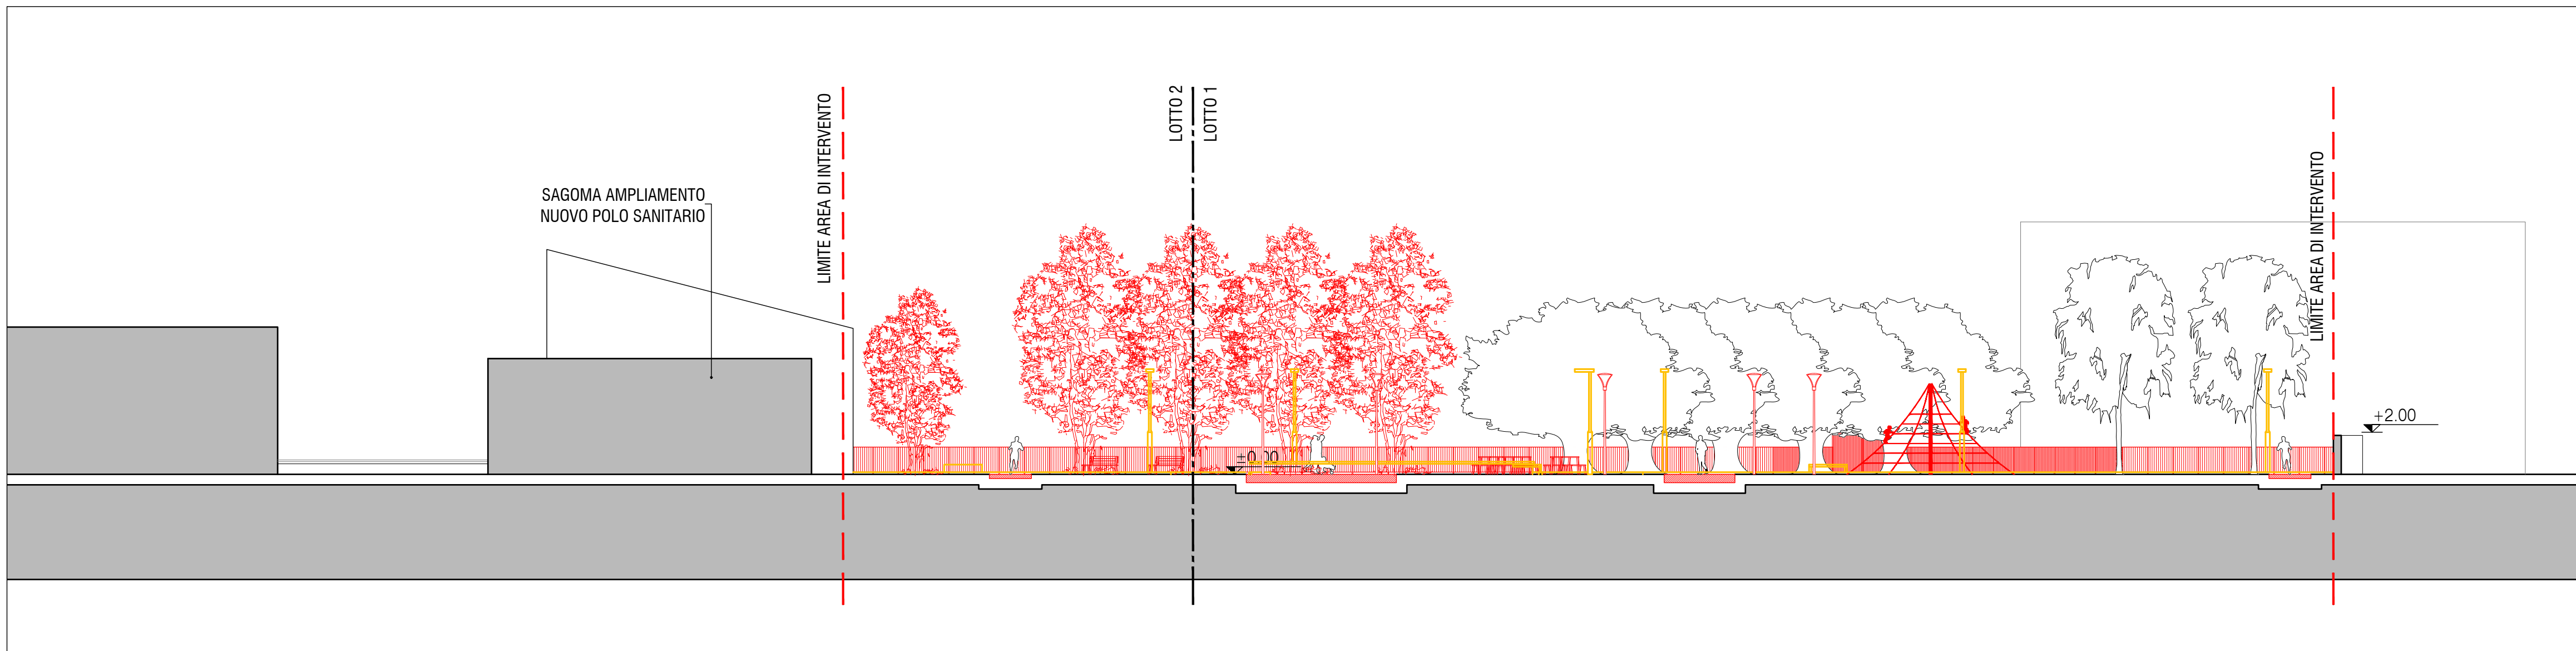 SAGOMA AMPLIAMENTO
NUOVO POLO SANITARIO
LIMITE AREA DI INTERVENTO
LOTTO 2
LOTTO 1
±0.00
LIMITE AREA DI INTERVENTO
+2.00